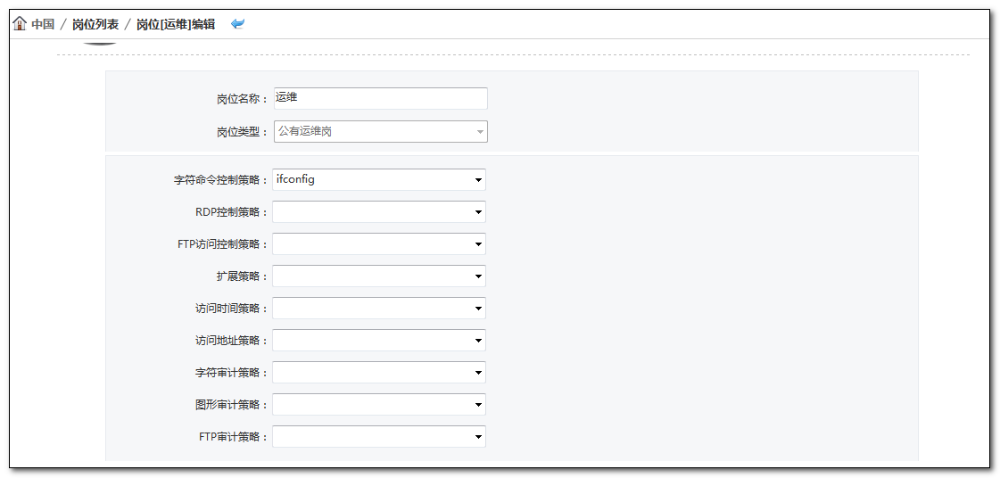 中国 / 岗位列表 / 岗位[运维]编辑
岗位名称： 运维
岗位类型： 公有运维岗
字符命令控制策略： ifconfig
RDP控制策略：
FTP访问控制策略：
扩展策略：
访问时间策略：
访问地址策略：
字符审计策略：
图形审计策略：
FTP审计策略：